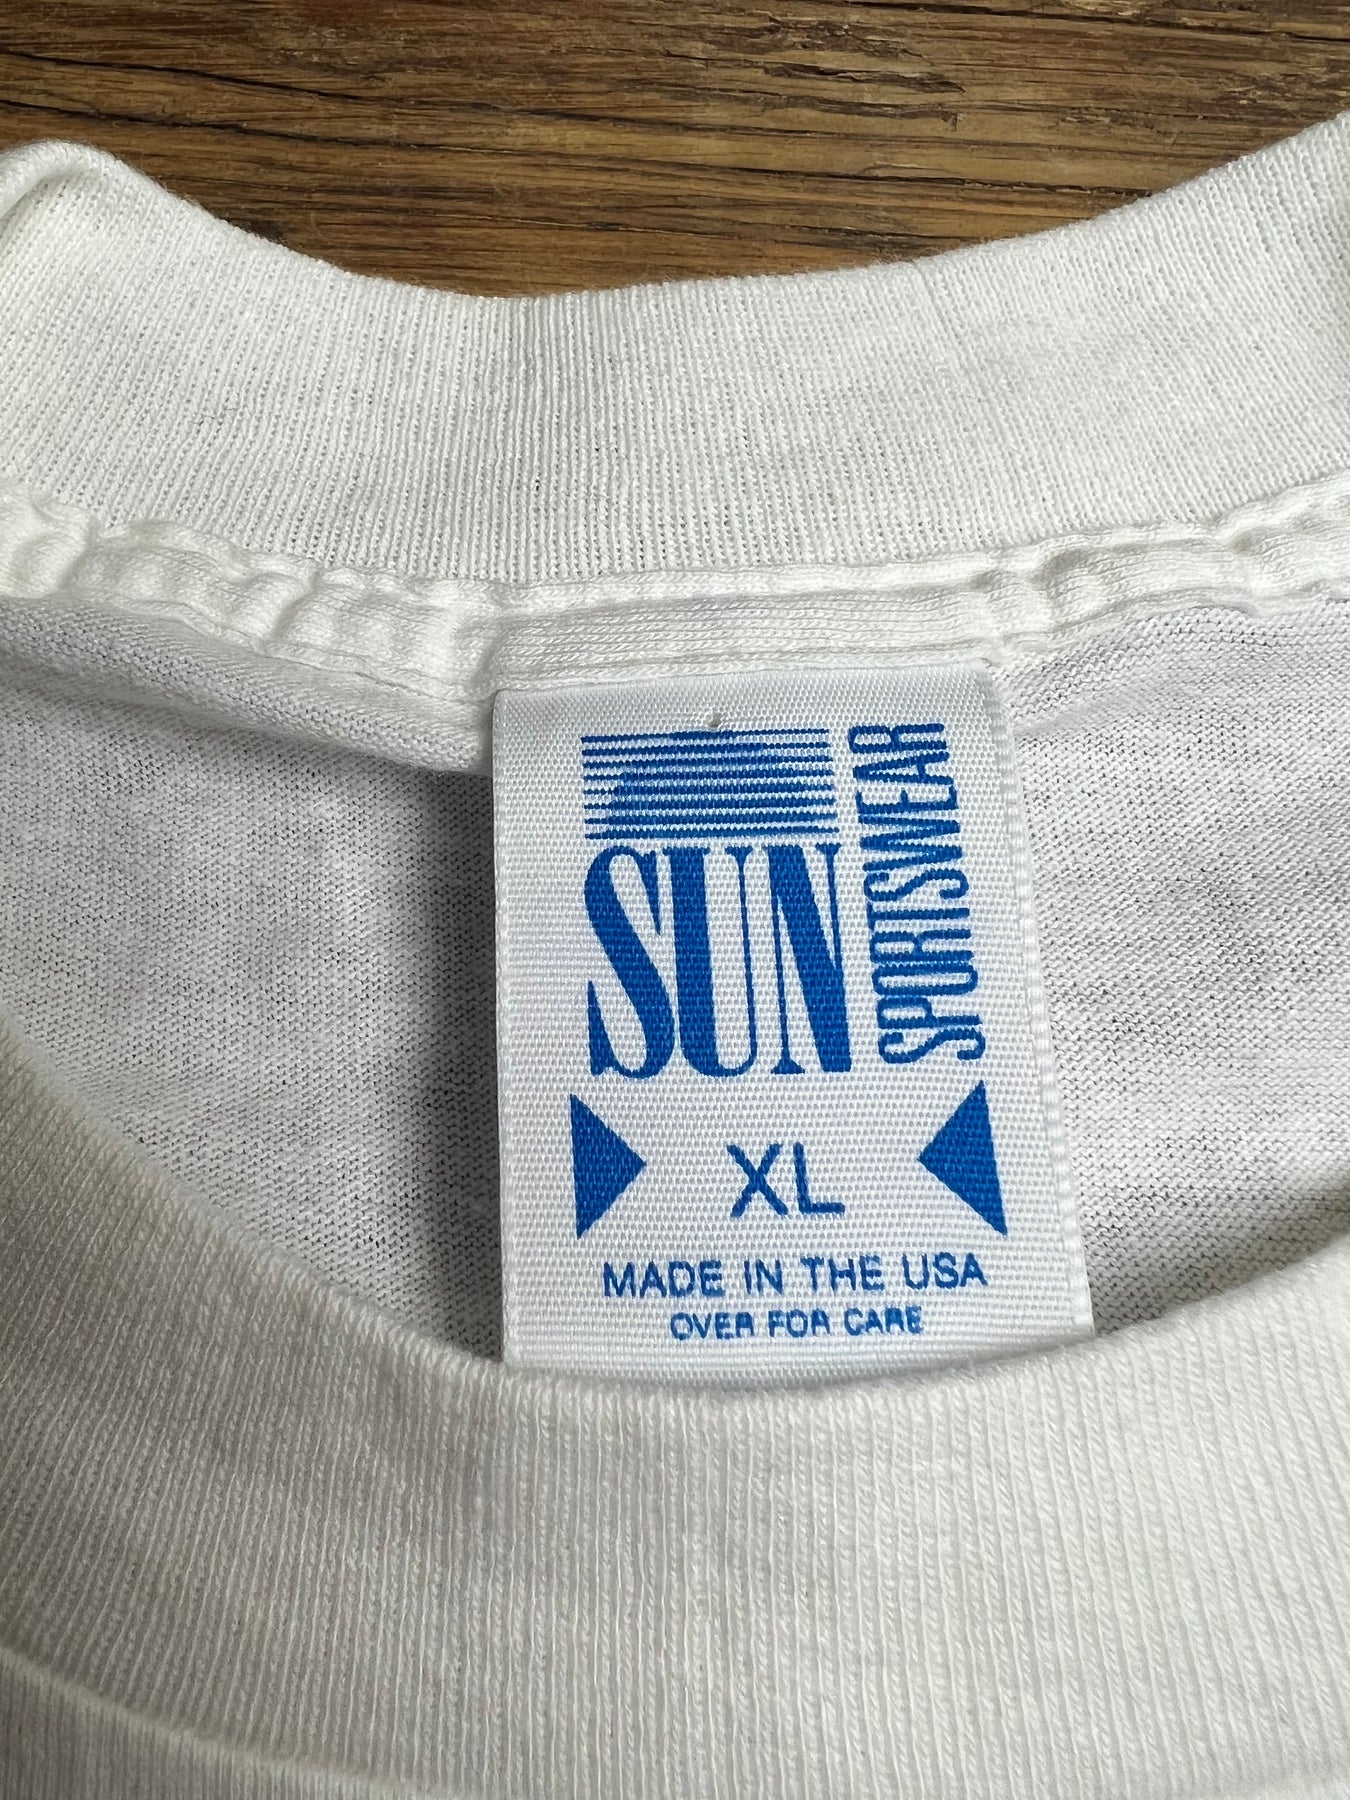 SUN
SPORTSWEAR
XL
MADE IN THE USA
OVER FOR CARE